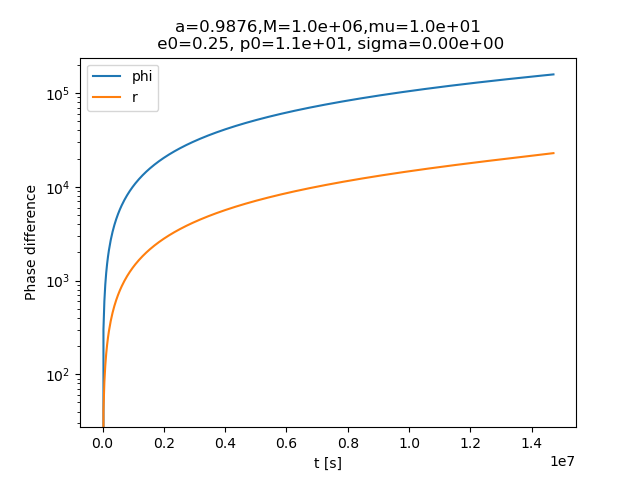 a=0.9876,M=1.0e+06,mu=1.0e+01
e0=0.25, p0=1.1e+01, sigma=0.00e+00
phi
r
Phase difference
10^5
10^4
10^3
10^2
0.0 0.2 0.4 0.6 0.8 1.0 1.2 1.4
1e7
t [s]